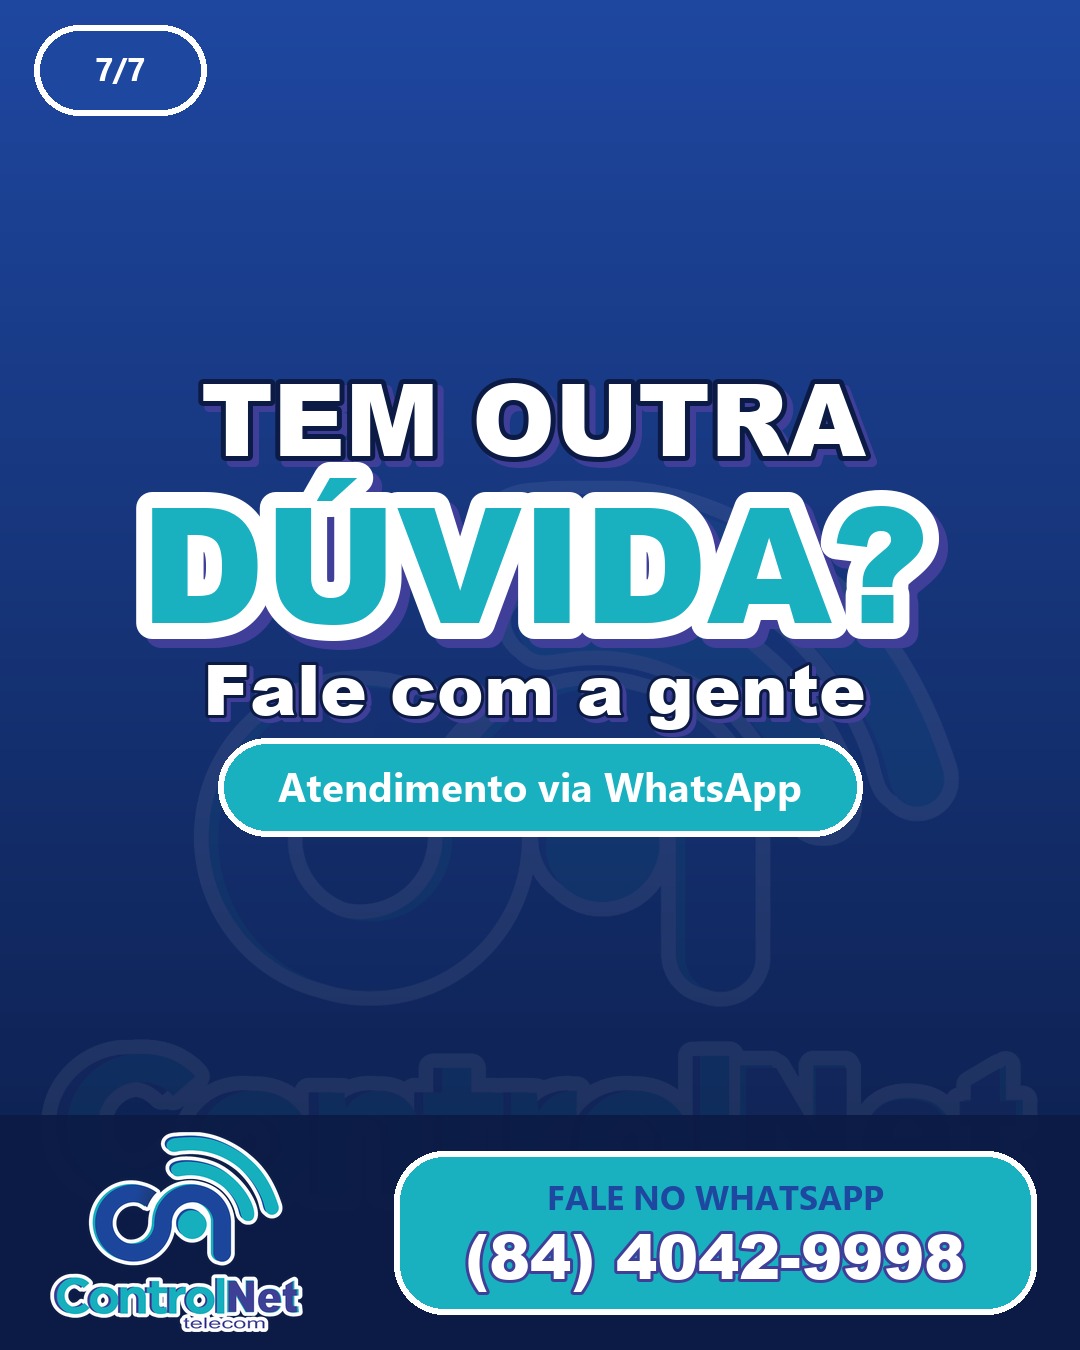 7/7
TEM OUTRA
DÚVIDA?
Fale com a gente
Atendimento via WhatsApp
ControlNet
ControlNet
telecom
FALE NO WHATSAPP
(84) 4042-9998